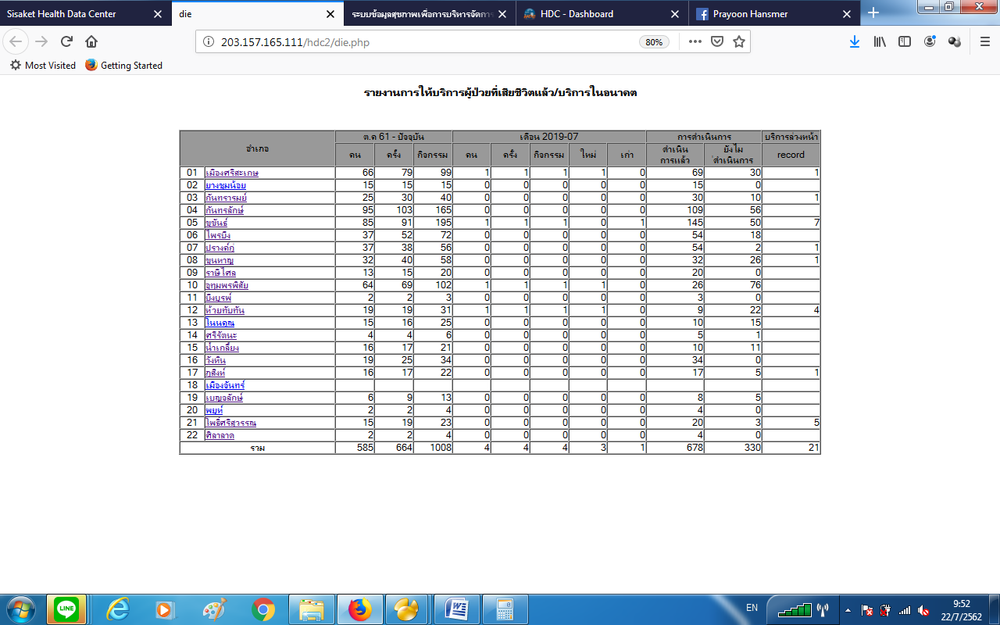 Sisaket Health Data Center die ระบบข้อมูลสุขภาพเพื่อการบริหารจัดการ HDC - Dashboard Prayoon Hansmer
203.157.165.111/hdc2/die.php 80%
Most Visited Getting Started
รายงานการให้บริการผู้ป่วยที่เสียชีวิตแล้ว/บริการในอนาคต
อำเภอ ต.ค 61 - ปัจจุบัน เดือน 2019-07 การดำเนินการ บริการล่วงหน้า
คน ครั้ง กิจกรรม คน ครั้ง กิจกรรม ใหม่ เก่า ดำเนินการแล้ว ยังไม่ดำเนินการ record
01 เมืองศรีสะเกษ 66 79 99 1 1 1 1 0 69 30 1
02 ยางชุมน้อย 15 15 15 0 0 0 0 0 15 0
03 กันทรารมย์ 25 30 40 0 0 0 0 0 30 10 1
04 กันทรลักษ์ 95 103 165 0 0 0 0 0 109 56
05 ขุขันธ์ 85 91 195 1 1 1 0 1 145 50 7
06 ไพรบึง 37 52 72 0 0 0 0 0 54 18
07 ปรางค์กู่ 37 38 56 0 0 0 0 0 54 2 1
08 ขุนหาญ 32 40 58 0 0 0 0 0 32 26 1
09 ราษีไศล 13 15 20 0 0 0 0 0 20 0
10 อุทุมพรพิสัย 64 69 102 1 1 1 1 0 26 76
11 บึงบูรพ์ 2 2 3 0 0 0 0 0 3 0
12 ห้วยทับทัน 19 19 31 1 1 1 1 0 9 22 4
13 โนนคูณ 15 16 25 0 0 0 0 0 10 15
14 ศรีรัตนะ 4 4 6 0 0 0 0 0 5 1
15 น้ำเกลี้ยง 16 17 21 0 0 0 0 0 10 11
16 วังหิน 19 25 34 0 0 0 0 0 34 0
17 ภูสิงห์ 16 17 22 0 0 0 0 0 17 5 1
18 เมืองจันทร์
19 เบญจลักษ์ 6 9 13 0 0 0 0 0 8 5
20 พยุห์ 2 2 4 0 0 0 0 0 4 0
21 โพธิ์ศรีสุวรรณ 15 19 23 0 0 0 0 0 20 3 5
22 ศิลาลาด 2 2 4 0 0 0 0 0 4 0
รวม 585 664 1008 4 4 4 3 1 678 330 21
LINE EN 9:52
22/7/2562